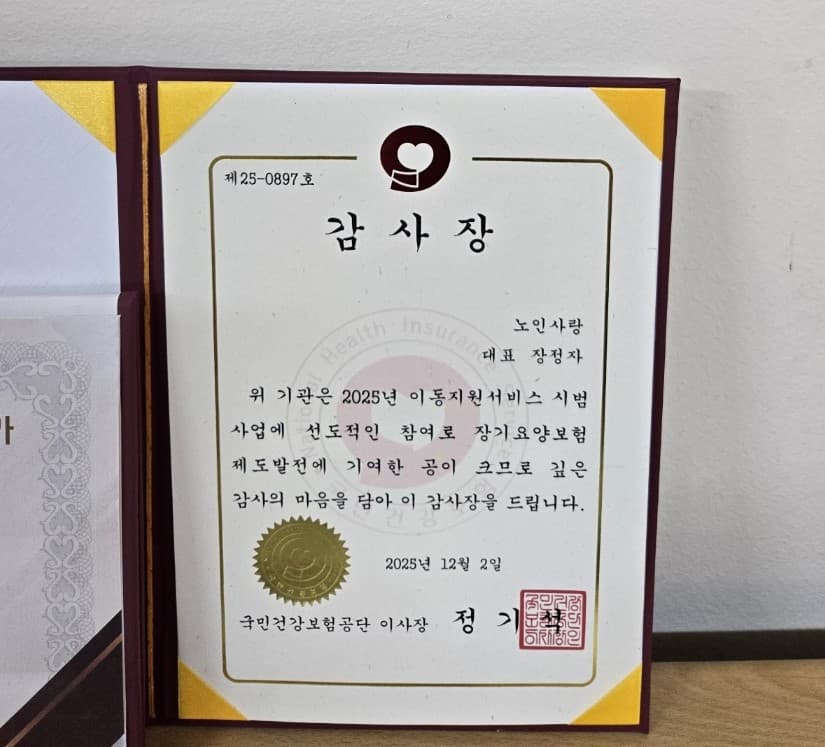 제25-0897호
감사장
노인사랑
대표 장정자
위 기관은 2025년 이동지원서비스 시범
사업에 선도적인 참여로 장기요양보험
제도발전에 기여한 공이 크므로 깊은
감사의 마음을 담아 이 감사장을 드립니다.
2025년 12월 2일
국민건강보험공단 이사장 정기석
National Health Insurance Service